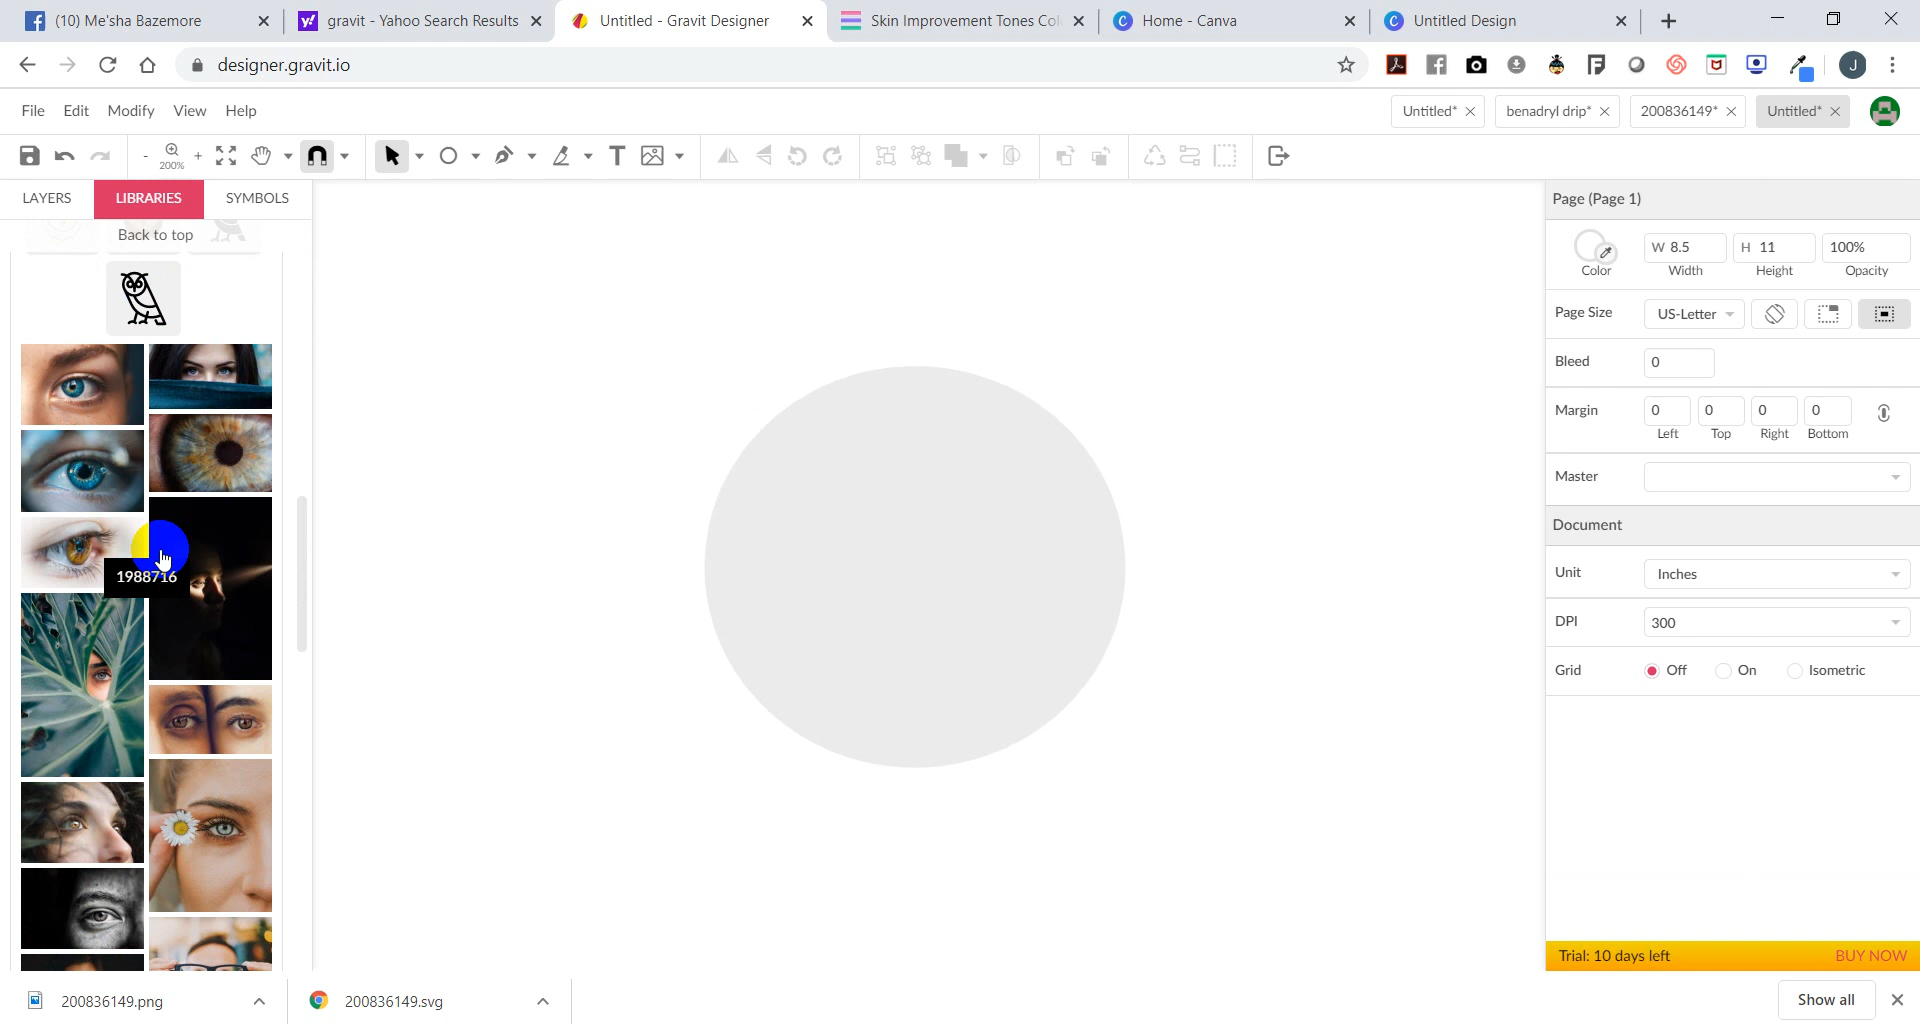 (10) Me'sha Bazemore
gravit - Yahoo Search Results
Untitled - Gravit Designer
Skin Improvement Tones Col
Home - Canva
Untitled Design
designer.gravit.io
J
File Edit Modify View Help
Untitled*
benadryl drip*
200836149*
Untitled*
- 200% +
LAYERS
LIBRARIES
SYMBOLS
Back to top
1988716
Page (Page 1)
W 8.5
H 11
100%
Color
Width
Height
Opacity
Page Size
US-Letter
Bleed
0
Margin
0 0 0 0
Left Top Right Bottom
Master
Document
Unit
Inches
DPI
300
Grid
Off On Isometric
Trial: 10 days left
BUY NOW
200836149.png
200836149.svg
Show all